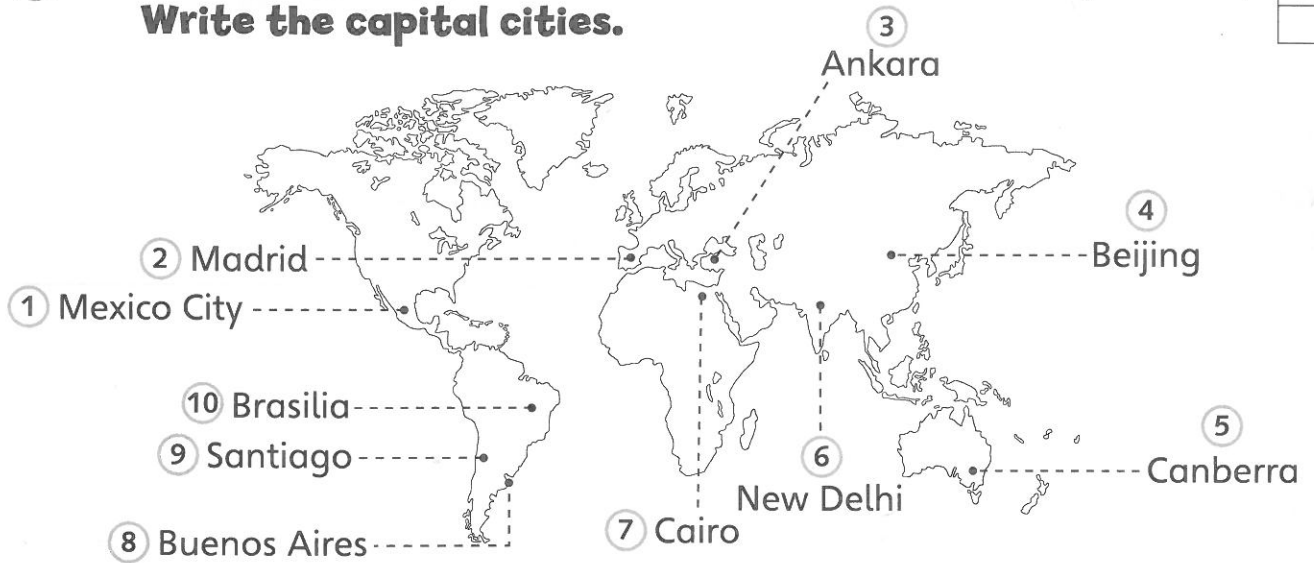 Write the capital cities.
3
Ankara
4
Beijing
2 Madrid
1 Mexico City
10 Brasilia
9 Santiago
5
Canberra
6
New Delhi
7 Cairo
8 Buenos Aires